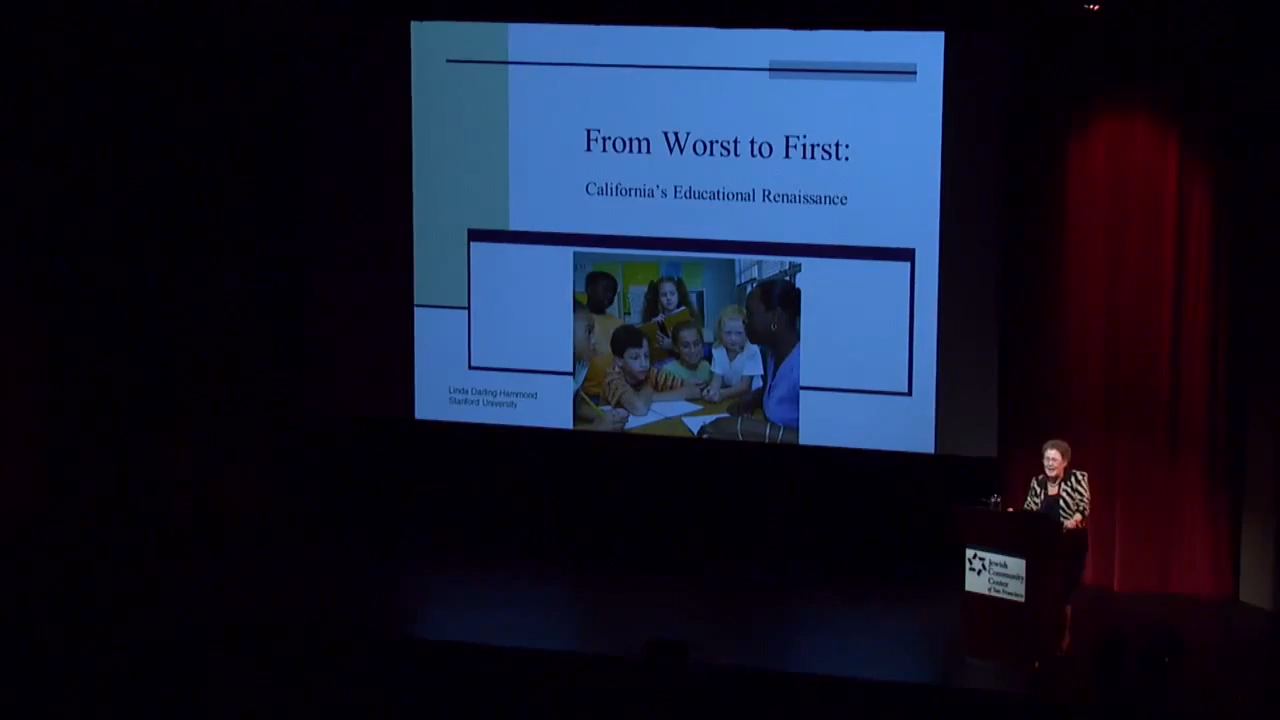 From Worst to First:
California's Educational Renaissance
Linda Darling-Hammond
Stanford University
Jewish
Community
Center
of San Francisco